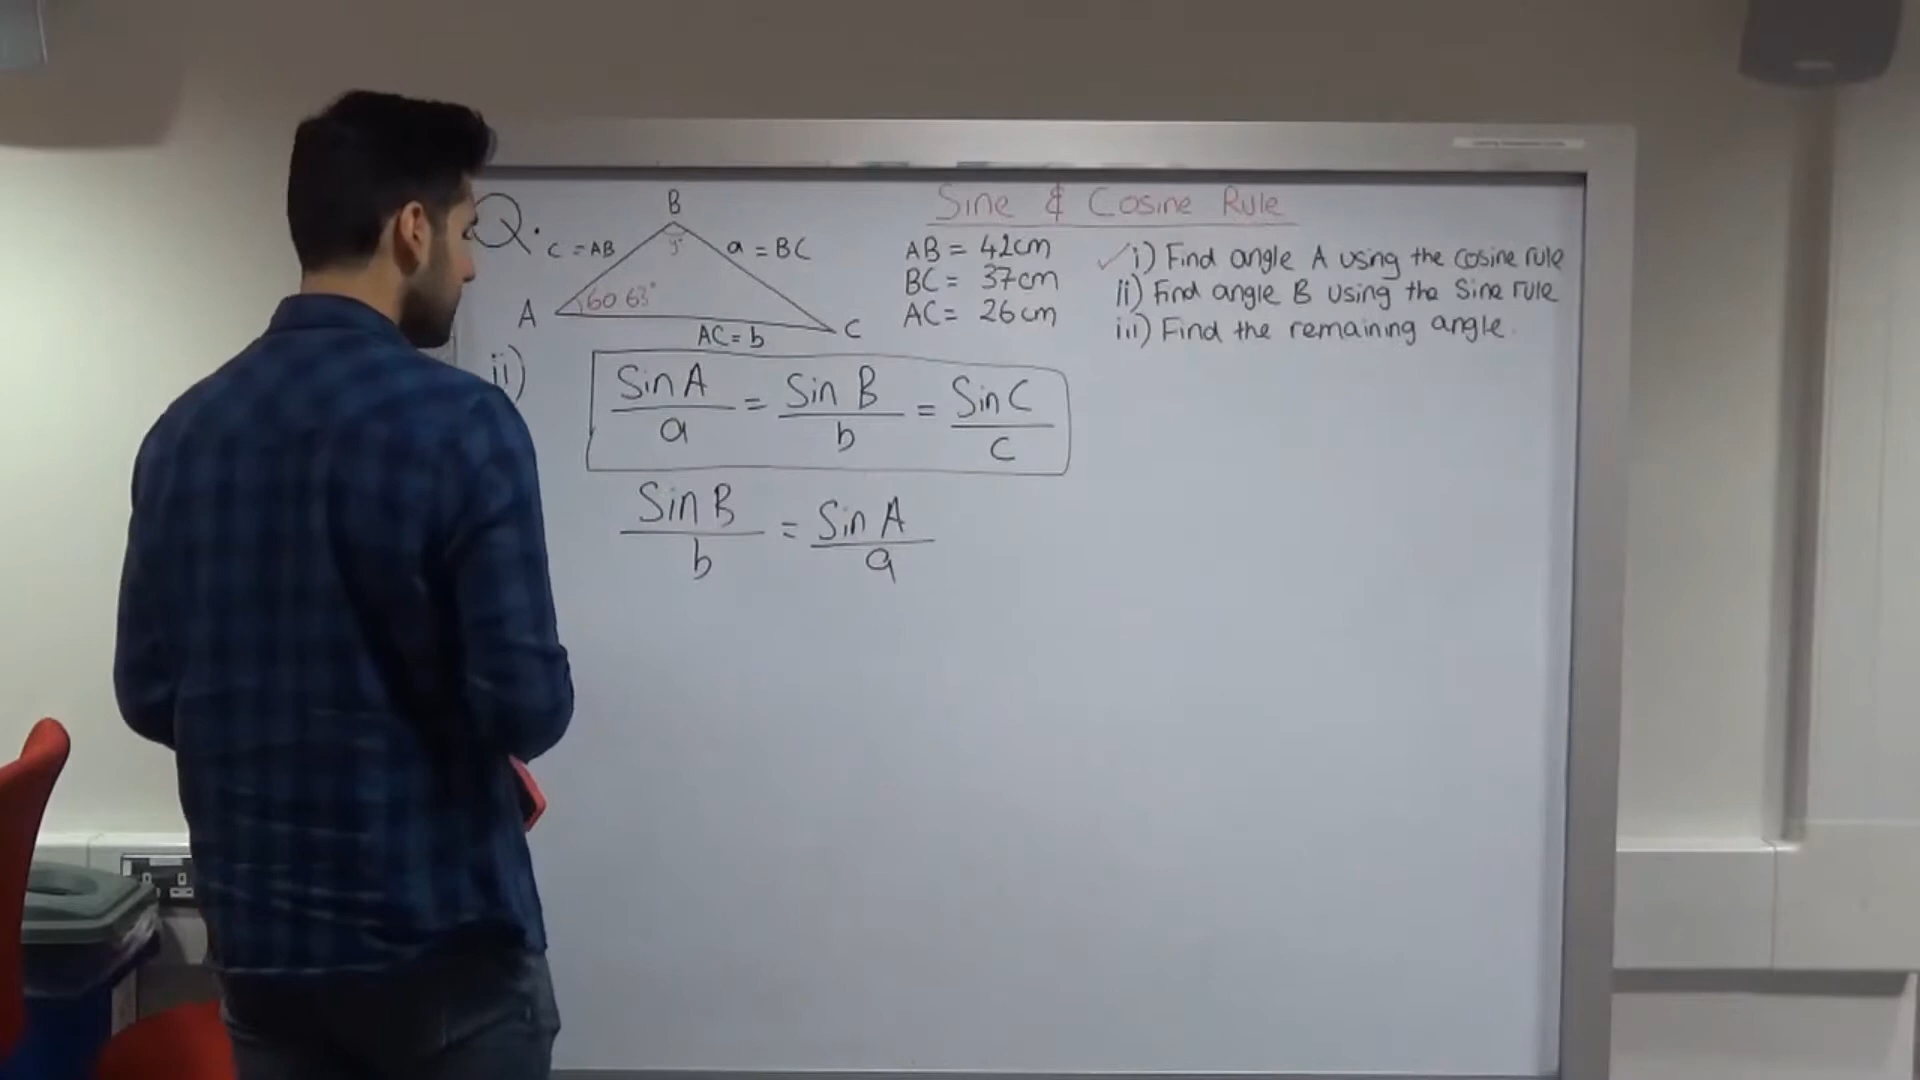 Sine & Cosine Rule
Q.
B
c = AB
a = BC
A
60.63°
C
AC = b
AB = 42cm
BC = 37cm
AC = 26cm
✓i) Find angle A using the cosine rule
ii) Find angle B using the Sine rule
iii) Find the remaining angle.
ii)
Sin A / a = Sin B / b = Sin C / c
Sin B / b = Sin A / a